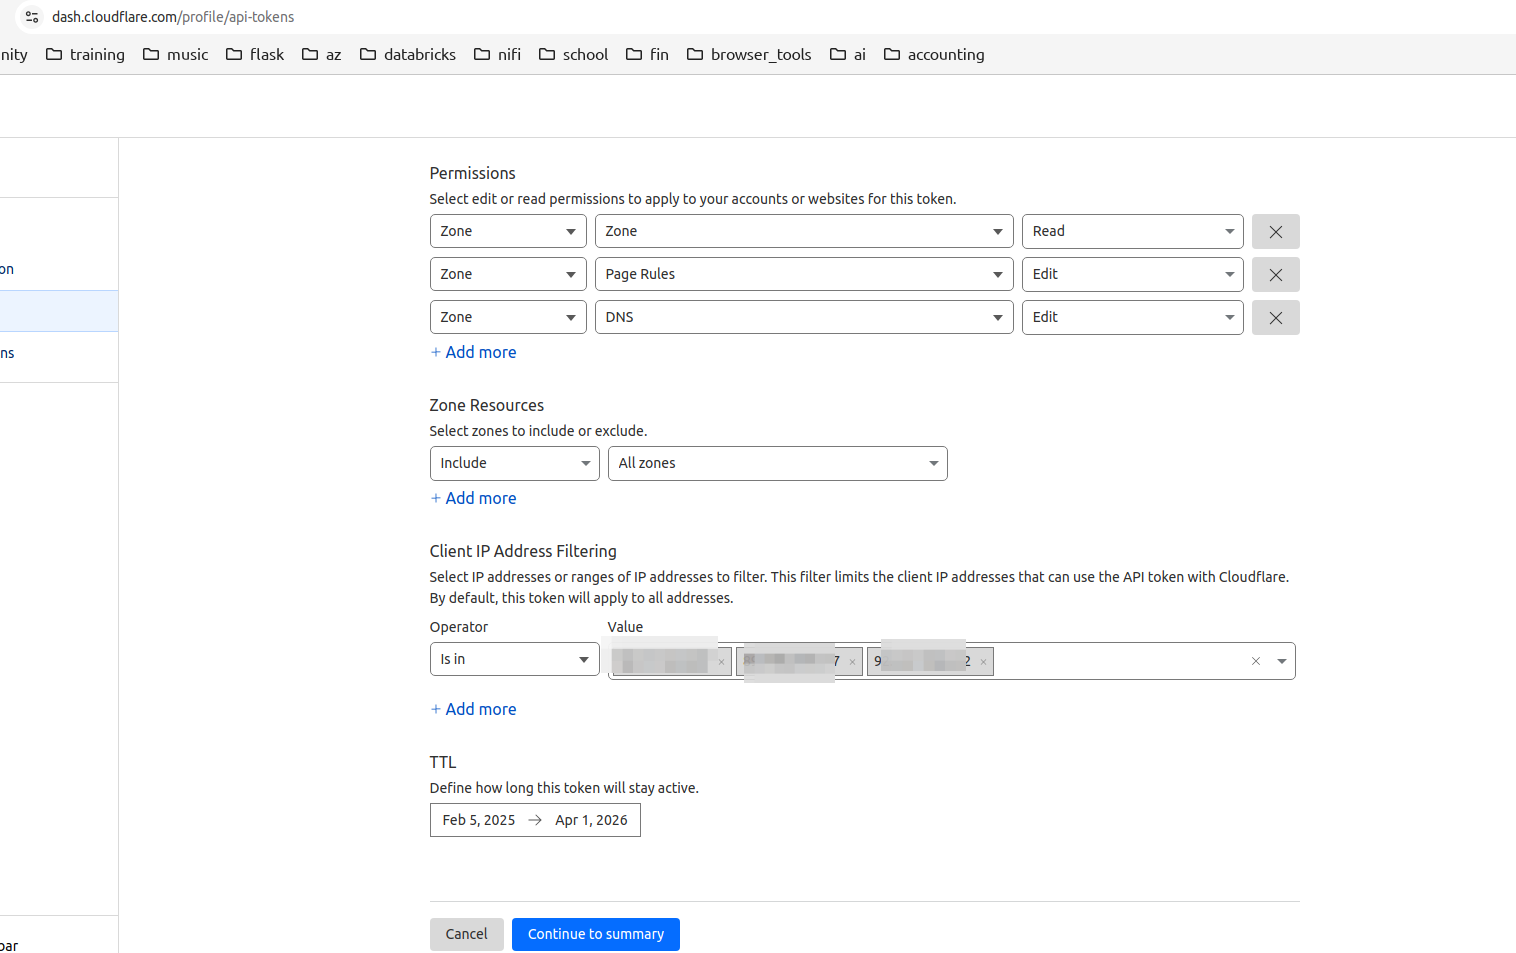 dash.cloudflare.com/profile/api-tokens
nity training music flask az databricks nifi school fin browser_tools ai accounting
Permissions
Select edit or read permissions to apply to your accounts or websites for this token.
Zone Zone Read
on
Zone Page Rules Edit
Zone DNS Edit
+ Add more
ns
Zone Resources
Select zones to include or exclude.
Include All zones
+ Add more
Client IP Address Filtering
Select IP addresses or ranges of IP addresses to filter. This filter limits the client IP addresses that can use the API token with Cloudflare.
By default, this token will apply to all addresses.
Operator Value
Is in 7 9 2
+ Add more
TTL
Define how long this token will stay active.
Feb 5, 2025 → Apr 1, 2026
Cancel Continue to summary
bar